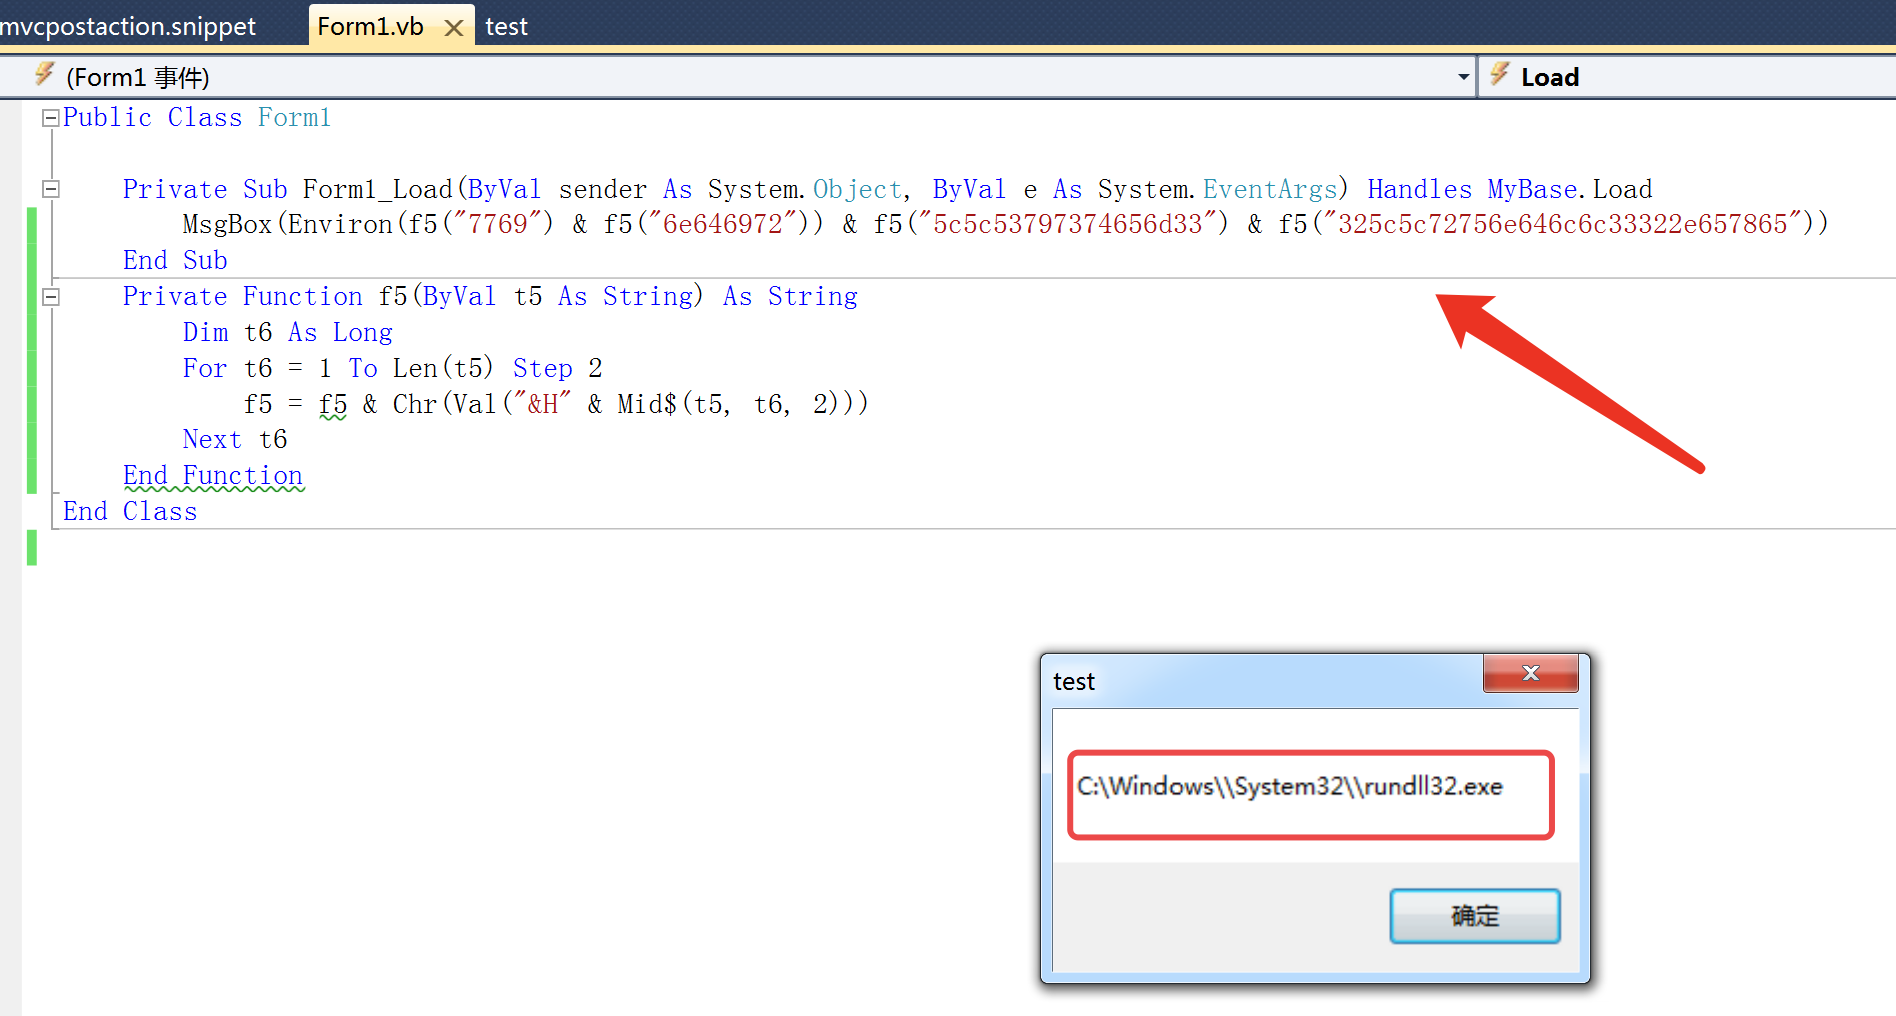 mvcpostaction.snippet Form1.vb test
(Form1 事件) Load
Public Class Form1
Private Sub Form1_Load(ByVal sender As System.Object, ByVal e As System.EventArgs) Handles MyBase.Load
MsgBox(Environ(f5("7769") & f5("6e646972")) & f5("5c5c53797374656d33") & f5("325c5c72756e646c6c33322e657865"))
End Sub
Private Function f5(ByVal t5 As String) As String
Dim t6 As Long
For t6 = 1 To Len(t5) Step 2
f5 = f5 & Chr(Val("&H" & Mid$(t5, t6, 2)))
Next t6
End Function
End Class
test
C:\Windows\\System32\\rundll32.exe
确定